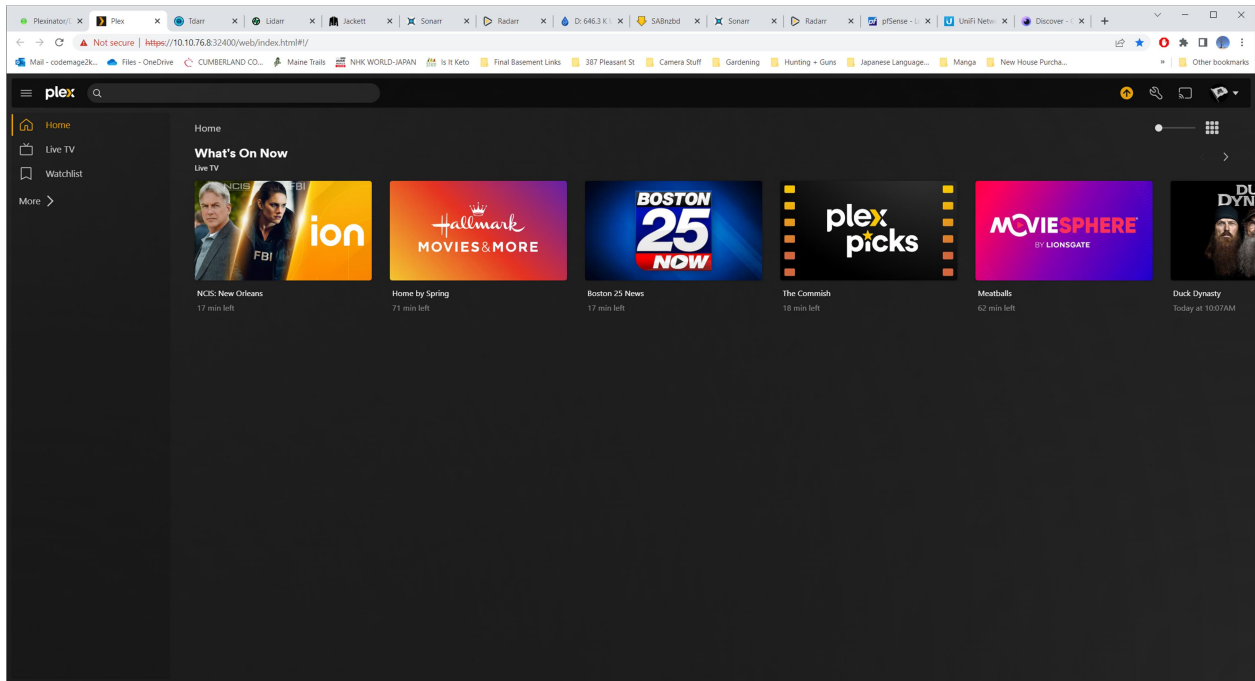 Plexinator/
Plex
Tdarr
Lidarr
Jackett
Sonarr
Radarr
D: 646.3 K
SABnzbd
Sonarr
Radarr
pfSense - L
UniFi Netw
Discover -
Not secure | https://10.10.76.8:32400/web/index.html#!/
Mail - codemage2k...
Files - OneDrive
CUMBERLAND CO...
Maine Trails
NHK WORLD-JAPAN
Is It Keto
Final Basement Links
387 Pleasant St
Camera Stuff
Gardening
Hunting + Guns
Japanese Language...
Manga
New House Purcha...
»
Other bookmarks
plex
Home
Live TV
Watchlist
More
Home
What's On Now
Live TV
NCIS
FBI
FBI
ion
Hallmark
MOVIES&MORE
BOSTON
25
NOW
plex
picks
MOVIESPHERE
BY LIONSGATE
DU
DYN
NCIS: New Orleans
17 min left
Home by Spring
71 min left
Boston 25 News
17 min left
The Commish
18 min left
Meatballs
62 min left
Duck Dynasty
Today at 10:07AM